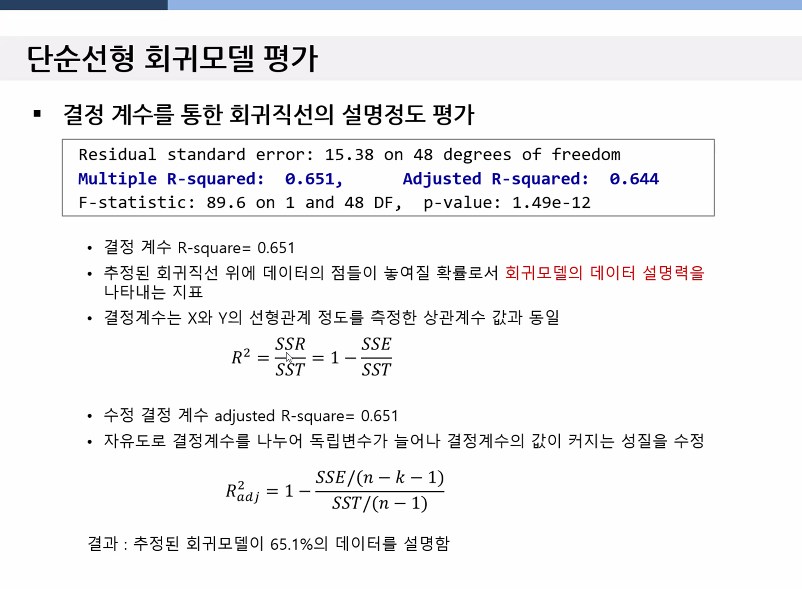 단순선형 회귀모델 평가
▪ 결정 계수를 통한 회귀직선의 설명정도 평가
Residual standard error: 15.38 on 48 degrees of freedom
Multiple R-squared: 0.651, Adjusted R-squared: 0.644
F-statistic: 89.6 on 1 and 48 DF, p-value: 1.49e-12
• 결정 계수 R-square= 0.651
• 추정된 회귀직선 위에 데이터의 점들이 놓여질 확률로서 회귀모델의 데이터 설명력을
나타내는 지표
• 결정계수는 X와 Y의 선형관계 정도를 측정한 상관계수 값과 동일
R² = SSR/SST = 1 − SSE/SST
• 수정 결정 계수 adjusted R-square= 0.651
• 자유도로 결정계수를 나누어 독립변수가 늘어나 결정계수의 값이 커지는 성질을 수정
R²adj = 1 − SSE/(n − k − 1) / SST/(n − 1)
결과 : 추정된 회귀모델이 65.1%의 데이터를 설명함